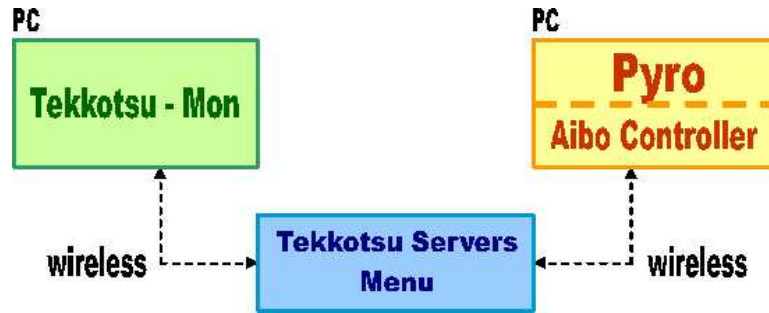 PC
Tekkotsu - Mon
PC
Pyro
Aibo Controller
wireless
Tekkotsu Servers
Menu
wireless